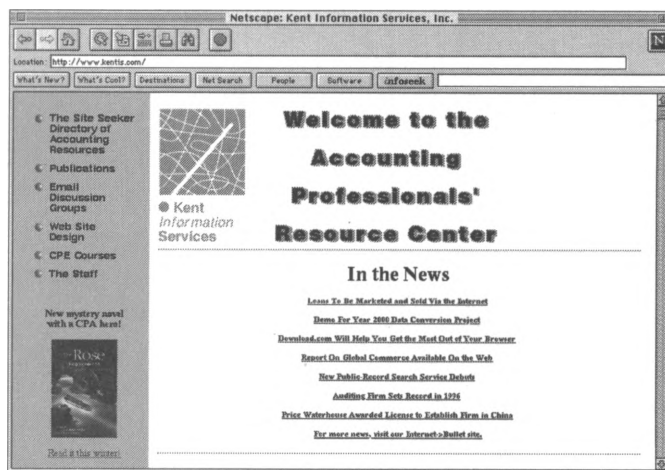 Netscape: Kent Information Services, Inc.
N
Location: http://www.kentis.com/
What's New?
What's Cool?
Destinations
Net Search
People
Software
infoseek
The Site Seeker
Directory of
Accounting
Resources
Publications
Email
Discussion
Groups
Web Site
Design
CPE Courses
The Staff
New mystery novel
with a CPA hero!
Rose
Read it this winter!
Kent
Information
Services
Welcome to the
Accounting
Professionals'
Resource Center
In the News
Loans To Be Marketed and Sold Via the Internet
Demo For Year 2000 Data Conversion Project
Download.com Will Help You Get the Most Out of Your Browser
Report On Global Commerce Available On the Web
New Public Record Search Service Debuts
Auditing Firm Sets Record in 1996
Price Waterhouse Awarded License to Establish Firm in China
For more news, visit our Internet->Bullet site.